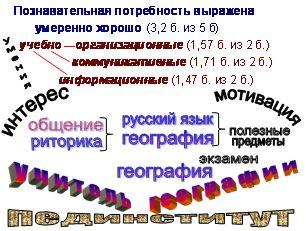 Познавательная потребность выражена
умеренно хорошо (3,2 б. из 5 б)
Умения
учебно — организационные (1,57 б. из 2 б.)
коммуникативные (1,71 б. из 2 б.)
информационные (1,47 б. из 2 б.)
интерес
мотивация
общение
риторика
русский язык
география
полезные
предметы
экзамен
география
учитель географии
пединститут